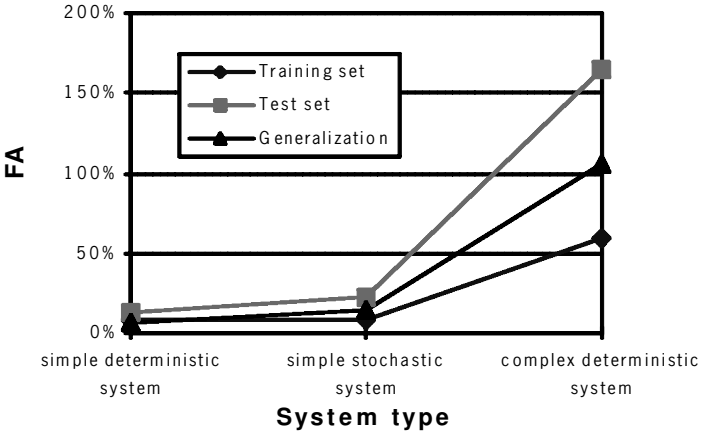 200%
150%
100%
50%
0%
FA
Training set
Test set
Generalization
simple deterministic
system
simple stochastic
system
complex deterministic
system
System type